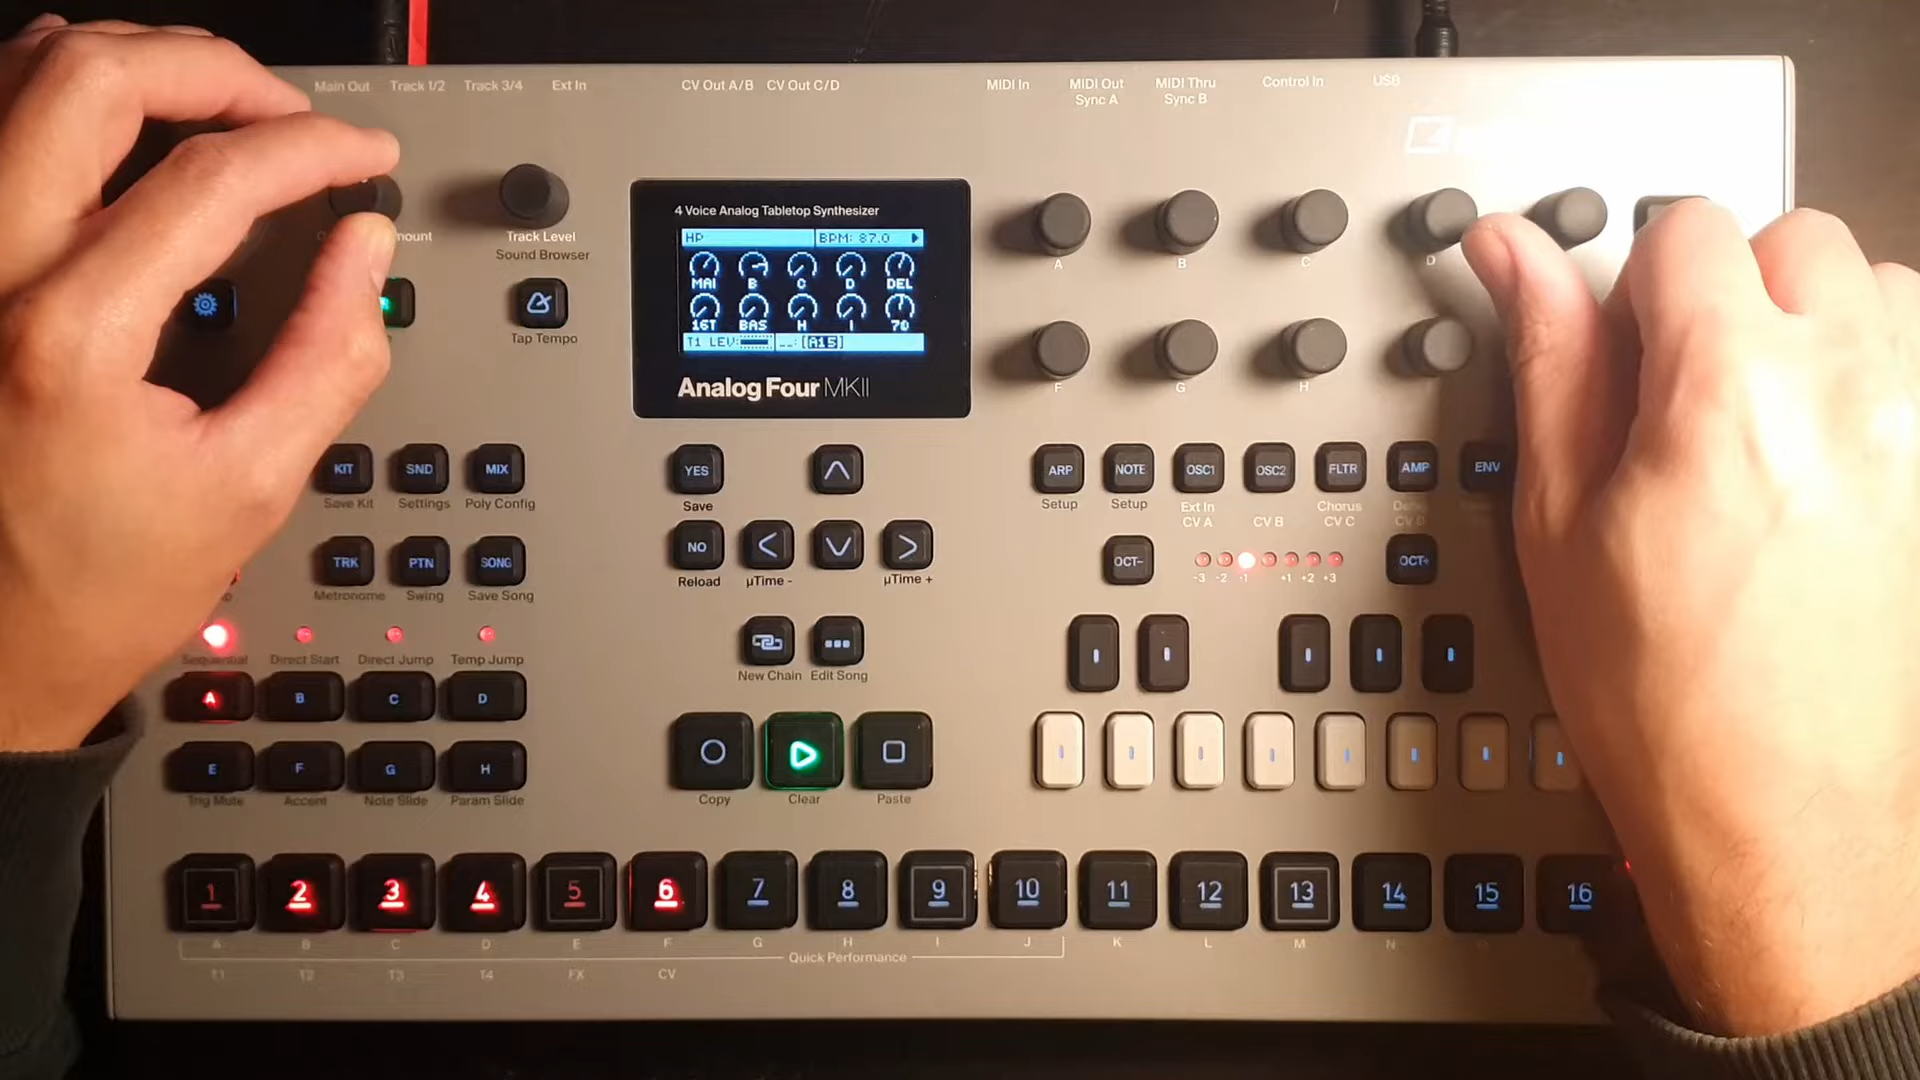 Main Out Track 1/2 Track 3/4 Ext In CV Out A/B CV Out C/D MIDI In MIDI Out MIDI Thru Control In USB
Sync A Sync B
4 Voice Analog Tabletop Synthesizer
HP BPM: 87.0
MAI B C D DEL
16T BAS H I 70
T1 LEV: __:[A15]
Analog Four MKII
mount Track Level
Sound Browser
Tap Tempo
A B C D
F G H
KIT SND MIX YES ARP NOTE OSC1 OSC2 FLTR AMP ENV
Save Kit Settings Poly Config Save Setup Setup Ext In Chorus
CV A CV B CV C CV D
TRK PTN SONG NO OCT- OCT+
-3 -2 -1 +1 +2 +3
Metronome Swing Save Song Reload µTime - µTime +
Sequential Direct Start Direct Jump Temp Jump New Chain Edit Song
A B C D
E F G H
Trig Mute Accent Note Slide Param Slide Copy Clear Paste
1 2 3 4 5 6 7 8 9 10 11 12 13 14 15 16
A B C D E F G H I J K L M N
Quick Performance
T1 T2 T3 T4 FX CV